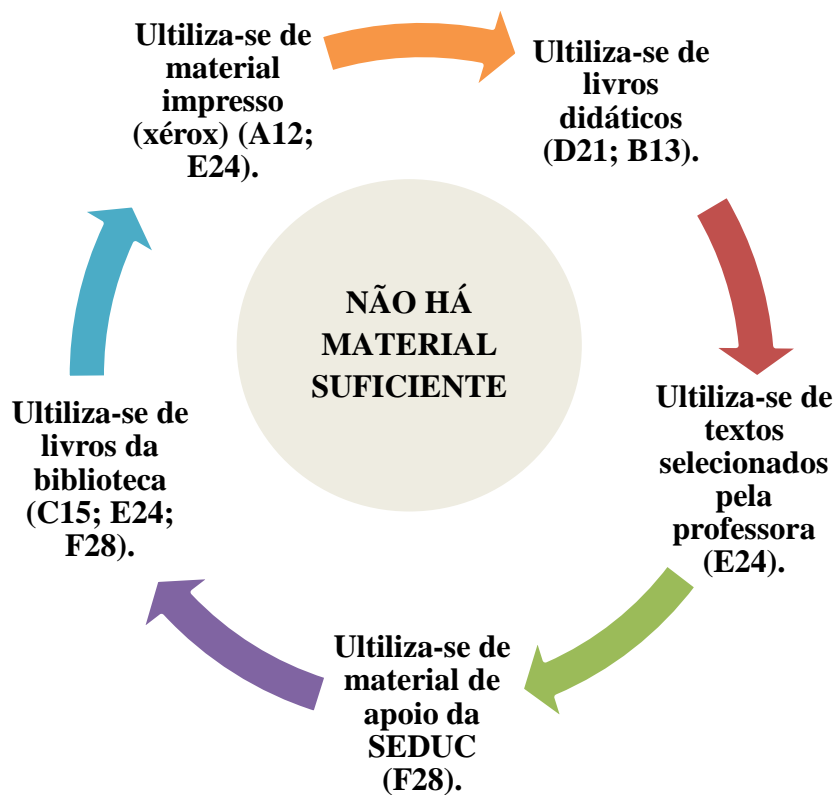 Ultiliza-se de
material
impresso
(xérox) (A12;
E24).
Ultiliza-se de
livros
didáticos
(D21; B13).
Ultiliza-se de
textos
selecionados
pela
professora
(E24).
Ultiliza-se de
material de
apoio da
SEDUC
(F28).
Ultiliza-se de
livros da
biblioteca
(C15; E24;
F28).
NÃO HÁ
MATERIAL
SUFICIENTE